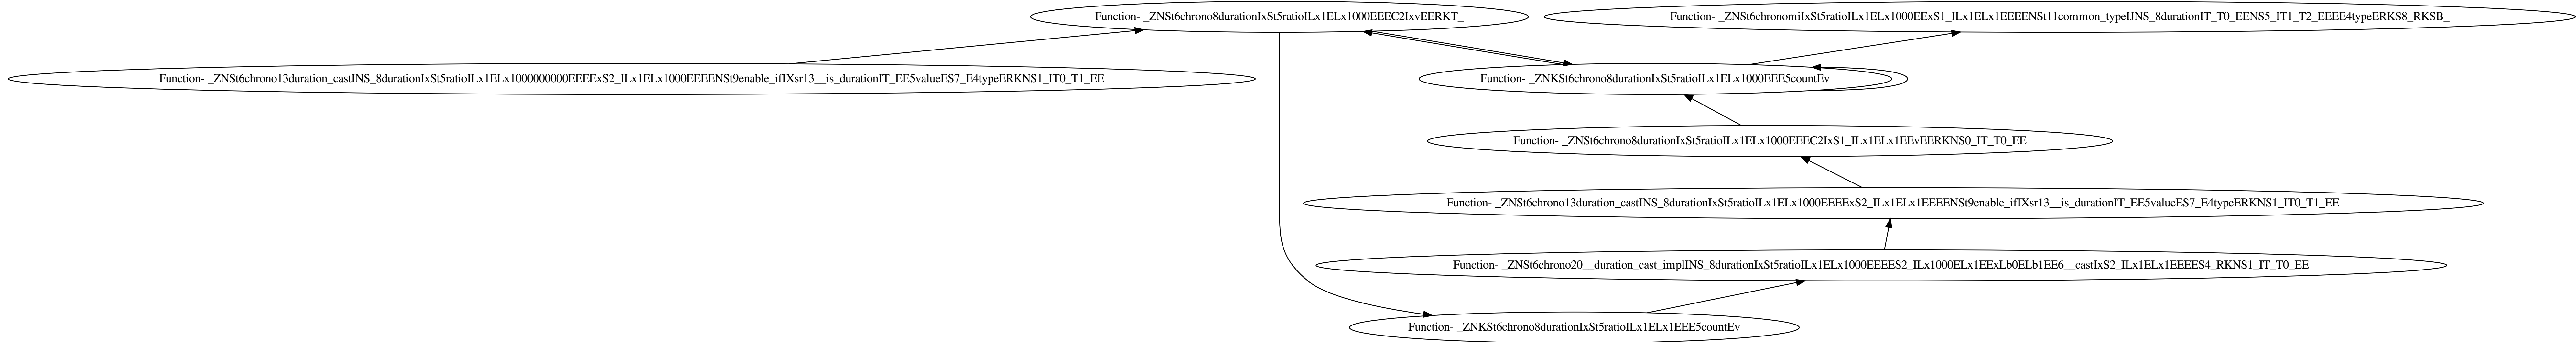 Function- _ZNSt6chrono8durationIxSt5ratioILx1ELx1000EEEC2IxvEERKT_
Function- _ZNSt6chronomiIxSt5ratioILx1ELx1000EExS1_ILx1ELx1EEEENSt11common_typeIJNS_8durationIT_T0_EENS5_IT1_T2_EEEE4typeERKS8_RKSB_
Function- _ZNSt6chrono13duration_castINS_8durationIxSt5ratioILx1ELx1000000000EEEExS2_ILx1ELx1000EEEENSt9enable_ifIXsr13__is_durationIT_EE5valueES7_E4typeERKNS1_IT0_T1_EE
Function- _ZNKSt6chrono8durationIxSt5ratioILx1ELx1000EEE5countEv
Function- _ZNSt6chrono8durationIxSt5ratioILx1ELx1000EEEC2IxS1_ILx1ELx1EEvEERKNS0_IT_T0_EE
Function- _ZNSt6chrono13duration_castINS_8durationIxSt5ratioILx1ELx1000EEEExS2_ILx1ELx1EEEENSt9enable_ifIXsr13__is_durationIT_EE5valueES7_E4typeERKNS1_IT0_T1_EE
Function- _ZNSt6chrono20__duration_cast_implINS_8durationIxSt5ratioILx1ELx1000EEEES2_ILx1000ELx1EExLb0ELb1EE6__castIxS2_ILx1ELx1EEEES4_RKNS1_IT_T0_EE
Function- _ZNKSt6chrono8durationIxSt5ratioILx1ELx1EEE5countEv